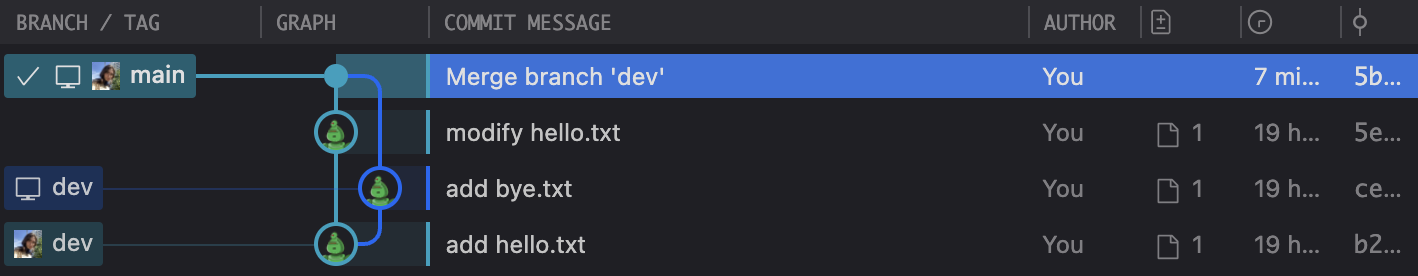 BRANCH / TAG GRAPH COMMIT MESSAGE AUTHOR
main Merge branch 'dev' You 7 mi... 5b...
modify hello.txt You 1 19 h... 5e...
dev add bye.txt You 1 19 h... ce...
dev add hello.txt You 1 19 h... b2...